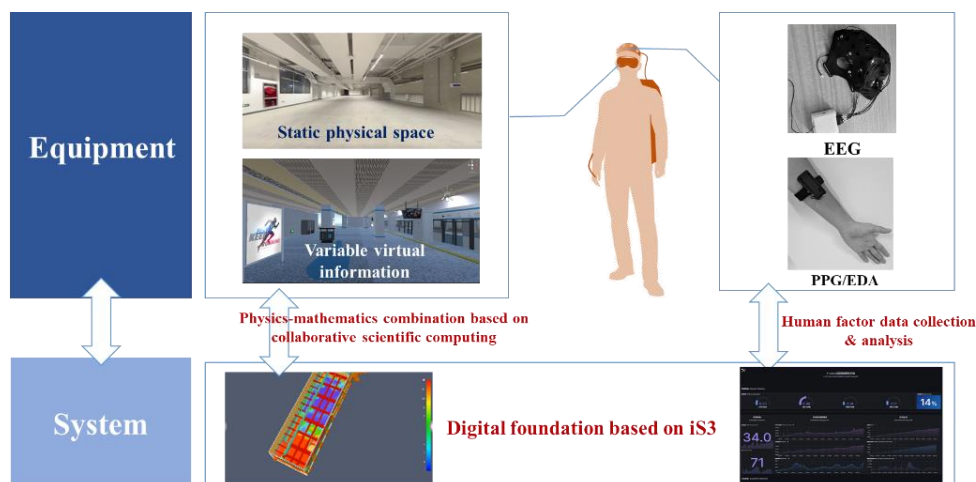 Equipment
Static physical space
Variable virtual
information
EEG
PPG/EDA
Physics-mathematics combination based on
collaborative scientific computing
Human factor data collection
& analysis
System
Digital foundation based on iS3
14%
34.0
71